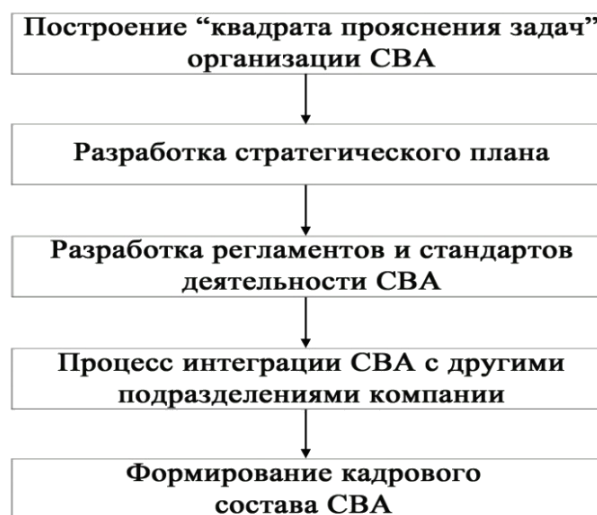 Построение “квадрата прояснения задач”
организации СВА
Разработка стратегического плана
Разработка регламентов и стандартов
деятельности СВА
Процесс интеграции СВА с другими
подразделениями компании
Формирование кадрового
состава СВА